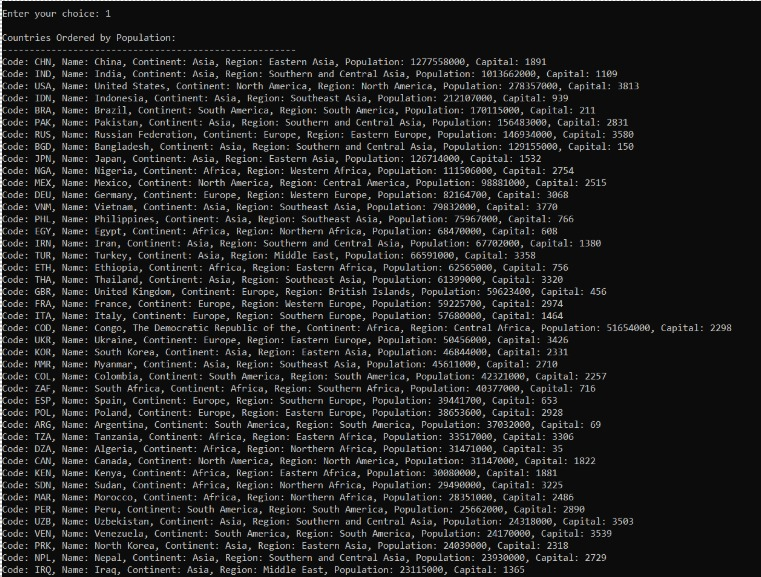 Enter your choice: 1
Countries Ordered by Population:
--------------------------------------------------
Code: CHN, Name: China, Continent: Asia, Region: Eastern Asia, Population: 1277558000, Capital: 1891
Code: IND, Name: India, Continent: Asia, Region: Southern and Central Asia, Population: 1013662000, Capital: 1109
Code: USA, Name: United States, Continent: North America, Region: North America, Population: 278357000, Capital: 3813
Code: IDN, Name: Indonesia, Continent: Asia, Region: Southeast Asia, Population: 212107000, Capital: 939
Code: BRA, Name: Brazil, Continent: South America, Region: South America, Population: 170115000, Capital: 211
Code: PAK, Name: Pakistan, Continent: Asia, Region: Southern and Central Asia, Population: 156483000, Capital: 2831
Code: RUS, Name: Russian Federation, Continent: Europe, Region: Eastern Europe, Population: 146934000, Capital: 3580
Code: BGD, Name: Bangladesh, Continent: Asia, Region: Southern and Central Asia, Population: 129155000, Capital: 150
Code: JPN, Name: Japan, Continent: Asia, Region: Eastern Asia, Population: 126714000, Capital: 1532
Code: NGA, Name: Nigeria, Continent: Africa, Region: Western Africa, Population: 111506000, Capital: 2754
Code: MEX, Name: Mexico, Continent: North America, Region: Central America, Population: 98881000, Capital: 2515
Code: DEU, Name: Germany, Continent: Europe, Region: Western Europe, Population: 82164700, Capital: 3068
Code: VNM, Name: Vietnam, Continent: Asia, Region: Southeast Asia, Population: 79832000, Capital: 3770
Code: PHL, Name: Philippines, Continent: Asia, Region: Southeast Asia, Population: 75967000, Capital: 766
Code: EGY, Name: Egypt, Continent: Africa, Region: Northern Africa, Population: 68470000, Capital: 608
Code: IRN, Name: Iran, Continent: Asia, Region: Southern and Central Asia, Population: 67702000, Capital: 1380
Code: TUR, Name: Turkey, Continent: Asia, Region: Middle East, Population: 66591000, Capital: 3358
Code: ETH, Name: Ethiopia, Continent: Africa, Region: Eastern Africa, Population: 62565000, Capital: 756
Code: THA, Name: Thailand, Continent: Asia, Region: Southeast Asia, Population: 61399000, Capital: 3320
Code: GBR, Name: United Kingdom, Continent: Europe, Region: British Islands, Population: 59623400, Capital: 456
Code: FRA, Name: France, Continent: Europe, Region: Western Europe, Population: 59225700, Capital: 2974
Code: ITA, Name: Italy, Continent: Europe, Region: Southern Europe, Population: 57680000, Capital: 1464
Code: COD, Name: Congo, The Democratic Republic of the, Continent: Africa, Region: Central Africa, Population: 51654000, Capital: 2298
Code: UKR, Name: Ukraine, Continent: Europe, Region: Eastern Europe, Population: 50456000, Capital: 3426
Code: KOR, Name: South Korea, Continent: Asia, Region: Eastern Asia, Population: 46844000, Capital: 2331
Code: MMR, Name: Myanmar, Continent: Asia, Region: Southeast Asia, Population: 45611000, Capital: 2710
Code: COL, Name: Colombia, Continent: South America, Region: South America, Population: 42321000, Capital: 2257
Code: ZAF, Name: South Africa, Continent: Africa, Region: Southern Africa, Population: 40377000, Capital: 716
Code: ESP, Name: Spain, Continent: Europe, Region: Southern Europe, Population: 39441700, Capital: 653
Code: POL, Name: Poland, Continent: Europe, Region: Eastern Europe, Population: 38653600, Capital: 2928
Code: ARG, Name: Argentina, Continent: South America, Region: South America, Population: 37032000, Capital: 69
Code: TZA, Name: Tanzania, Continent: Africa, Region: Eastern Africa, Population: 33517000, Capital: 3306
Code: DZA, Name: Algeria, Continent: Africa, Region: Northern Africa, Population: 31471000, Capital: 35
Code: CAN, Name: Canada, Continent: North America, Region: North America, Population: 31147000, Capital: 1822
Code: KEN, Name: Kenya, Continent: Africa, Region: Eastern Africa, Population: 30080000, Capital: 1881
Code: SDN, Name: Sudan, Continent: Africa, Region: Northern Africa, Population: 29490000, Capital: 3225
Code: MAR, Name: Morocco, Continent: Africa, Region: Northern Africa, Population: 28351000, Capital: 2486
Code: PER, Name: Peru, Continent: South America, Region: South America, Population: 25662000, Capital: 2890
Code: UZB, Name: Uzbekistan, Continent: Asia, Region: Southern and Central Asia, Population: 24318000, Capital: 3503
Code: VEN, Name: Venezuela, Continent: South America, Region: South America, Population: 24170000, Capital: 3539
Code: PRK, Name: North Korea, Continent: Asia, Region: Eastern Asia, Population: 24039000, Capital: 2318
Code: NPL, Name: Nepal, Continent: Asia, Region: Southern and Central Asia, Population: 23930000, Capital: 2729
Code: IRQ, Name: Iraq, Continent: Asia, Region: Middle East, Population: 23115000, Capital: 1365